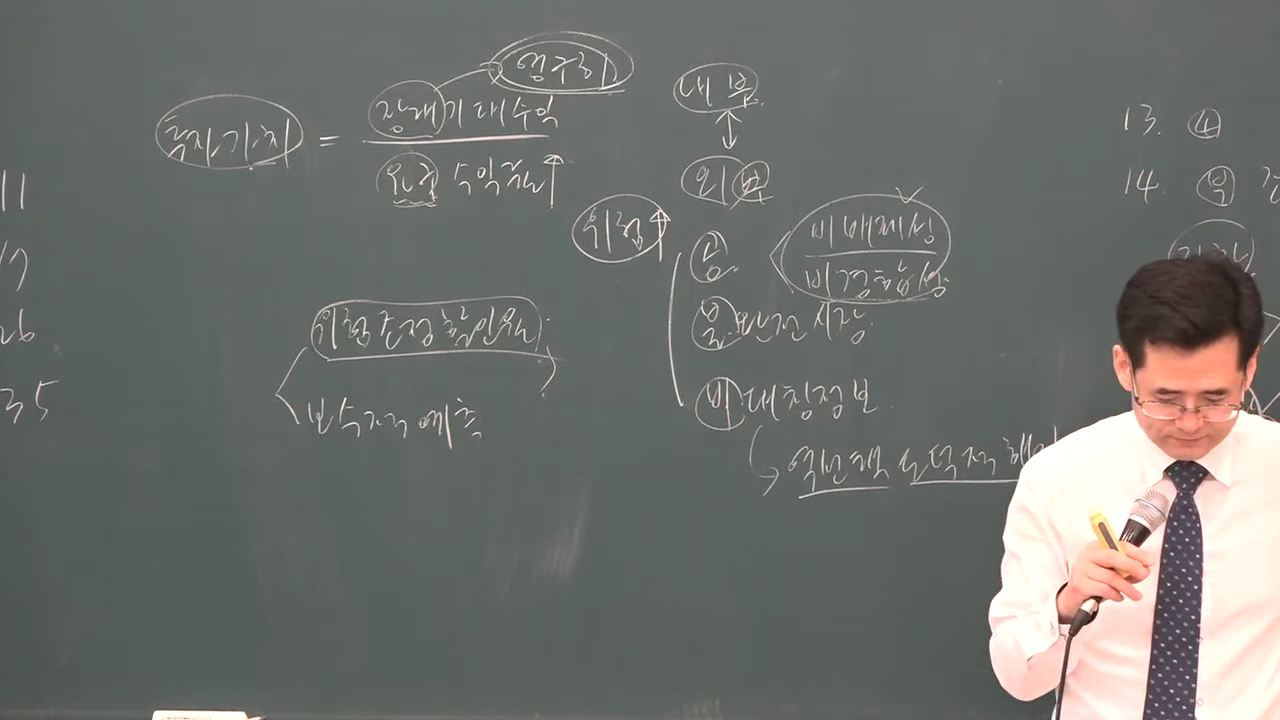 11
17
26
35
투자가치 =
장래기대수익
요구 수익률↑
영구히
내부
↕
외부
위험↑
공.
비배제성
비경합성
불완전시장.
비대칭정보.
역선택 도덕적해이
위험조정할인율
보수적 예측
13. ④
14.